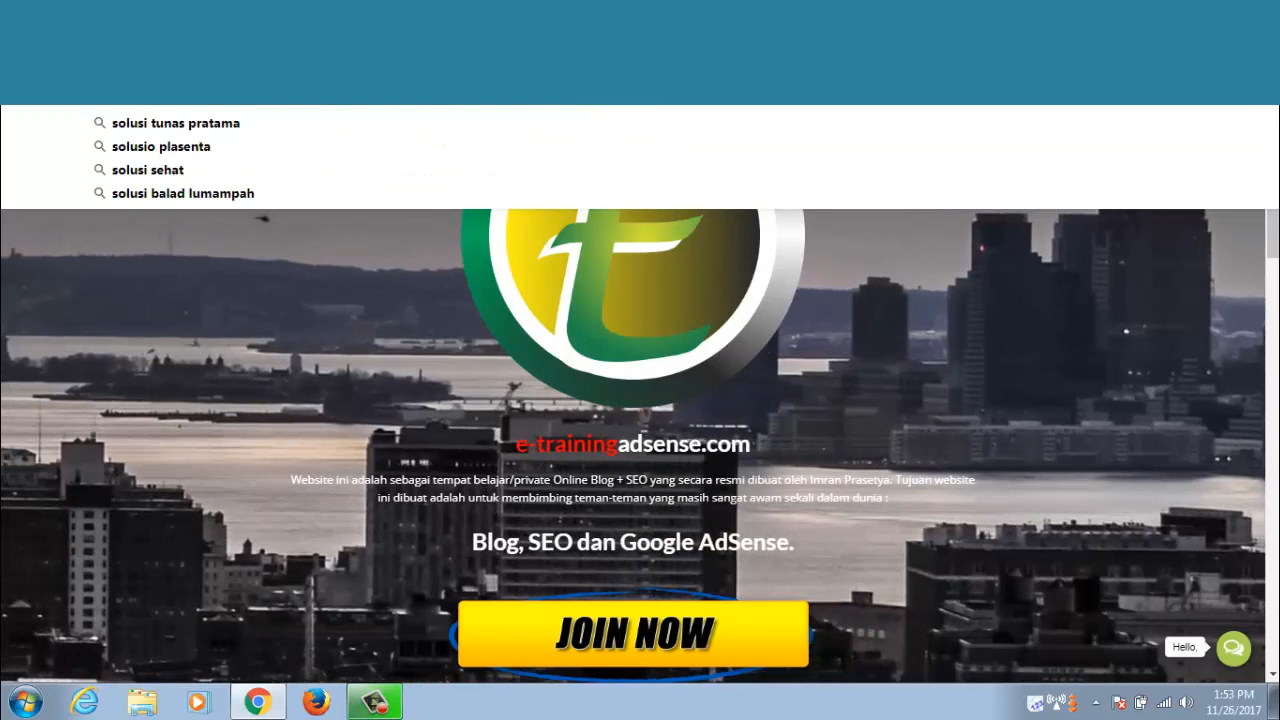 solusi tunas pratama
solusio plasenta
solusi sehat
solusi balad lumampah
e-trainingadsense.com
Website ini adalah sebagai tempat belajar/private Online Blog + SEO yang secara resmi dibuat oleh Imran Prasetya. Tujuan website
ini dibuat adalah untuk membimbing teman-teman yang masih sangat awam sekali dalam dunia :
Blog, SEO dan Google AdSense.
JOIN NOW
Hello,
1:53 PM
11/26/2017